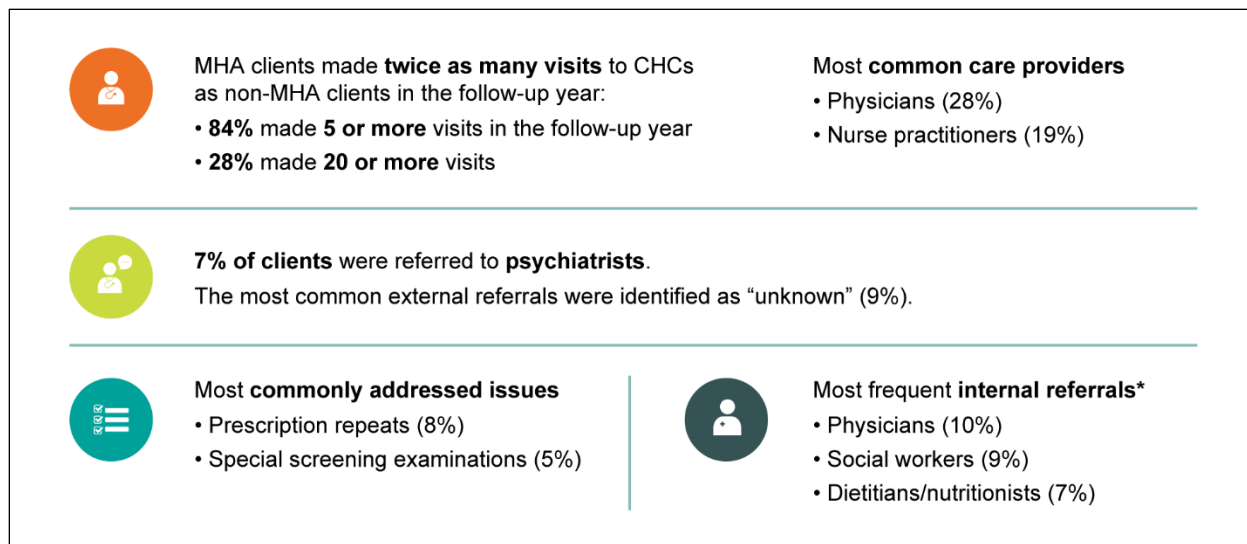 MHA clients made twice as many visits to CHCs
as non-MHA clients in the follow-up year:
• 84% made 5 or more visits in the follow-up year
• 28% made 20 or more visits
Most common care providers
• Physicians (28%)
• Nurse practitioners (19%)
7% of clients were referred to psychiatrists.
The most common external referrals were identified as “unknown” (9%).
Most commonly addressed issues
• Prescription repeats (8%)
• Special screening examinations (5%)
Most frequent internal referrals*
• Physicians (10%)
• Social workers (9%)
• Dietitians/nutritionists (7%)